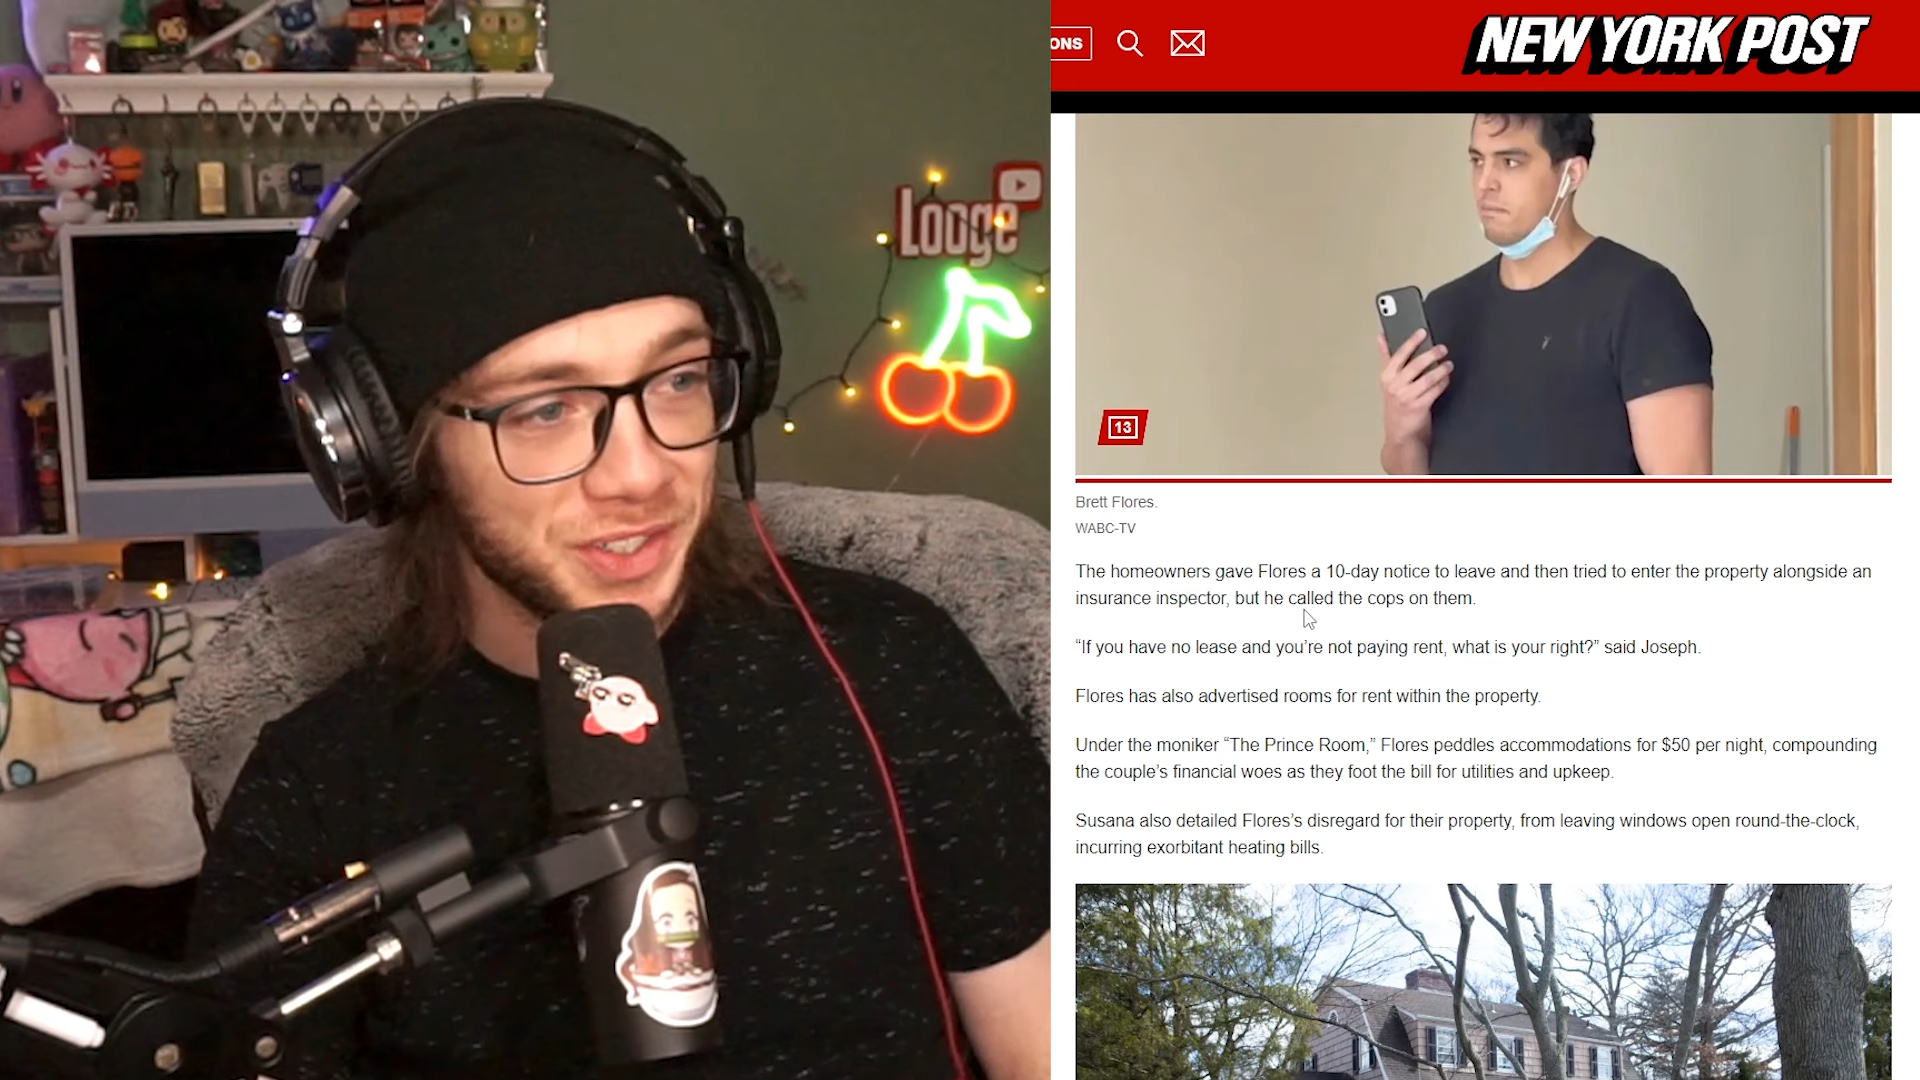 ONS
NEW YORK POST
Looge
13
Brett Flores.
WABC-TV
The homeowners gave Flores a 10-day notice to leave and then tried to enter the property alongside an
insurance inspector, but he called the cops on them.
“If you have no lease and you’re not paying rent, what is your right?” said Joseph.
Flores has also advertised rooms for rent within the property.
Under the moniker “The Prince Room,” Flores peddles accommodations for $50 per night, compounding
the couple’s financial woes as they foot the bill for utilities and upkeep.
Susana also detailed Flores’s disregard for their property, from leaving windows open round-the-clock,
incurring exorbitant heating bills.